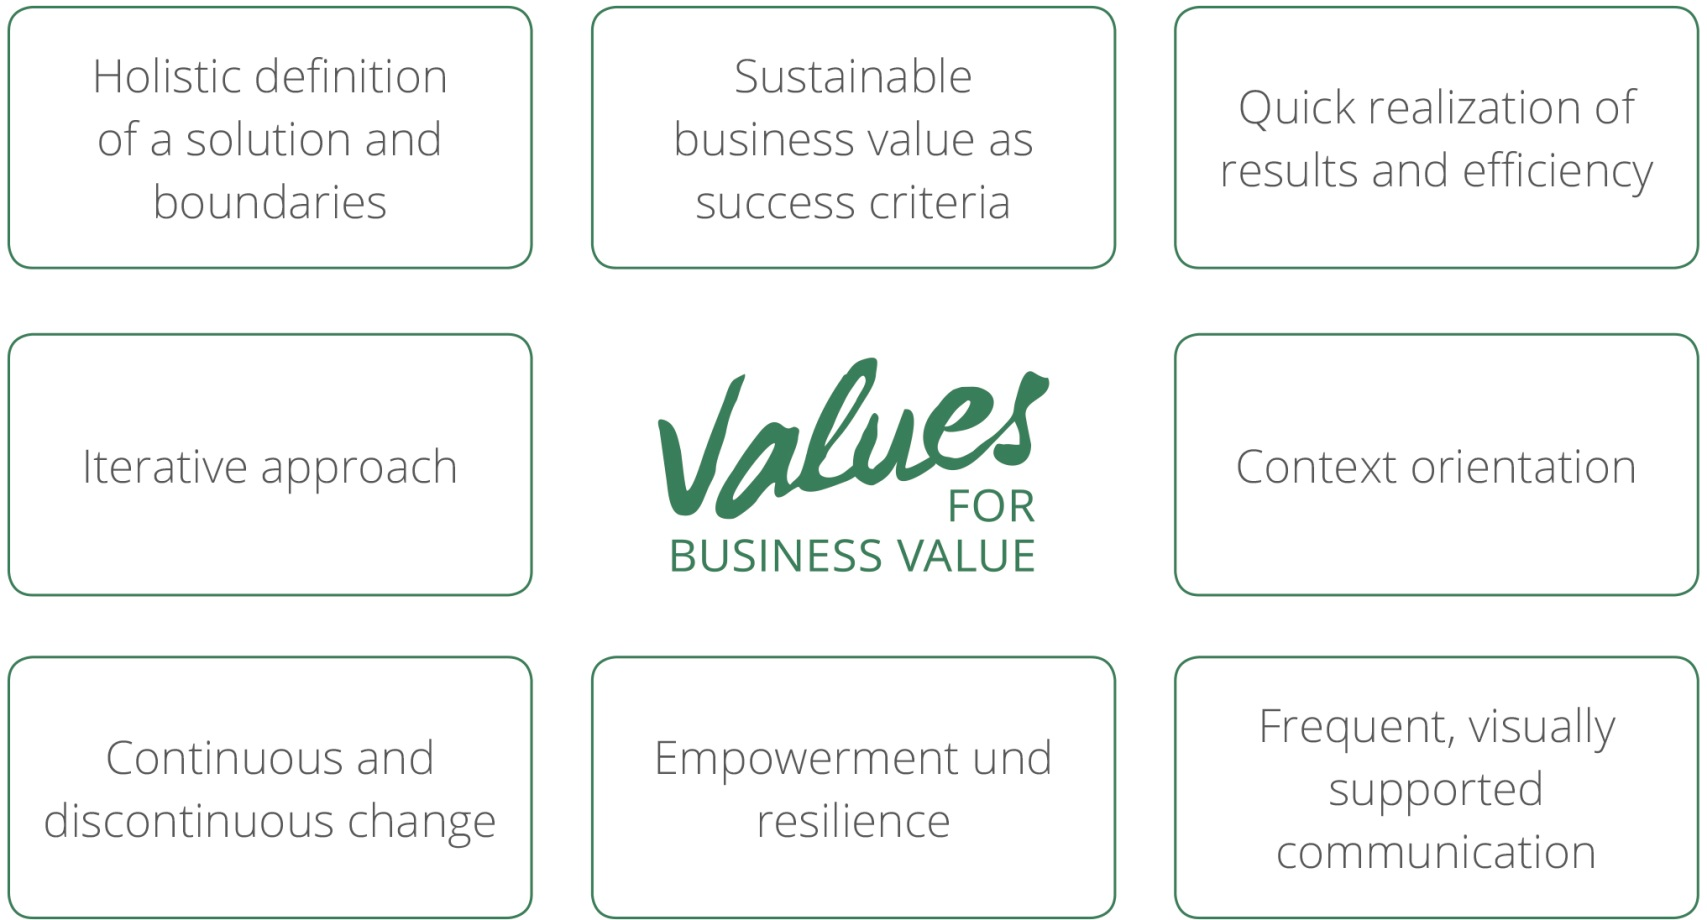 Holistic definition
of a solution and
boundaries
Sustainable
business value as
success criteria
Quick realization of
results and efficiency
Iterative approach
Values
FOR
BUSINESS VALUE
Context orientation
Continuous and
discontinuous change
Empowerment und
resilience
Frequent, visually
supported
communication